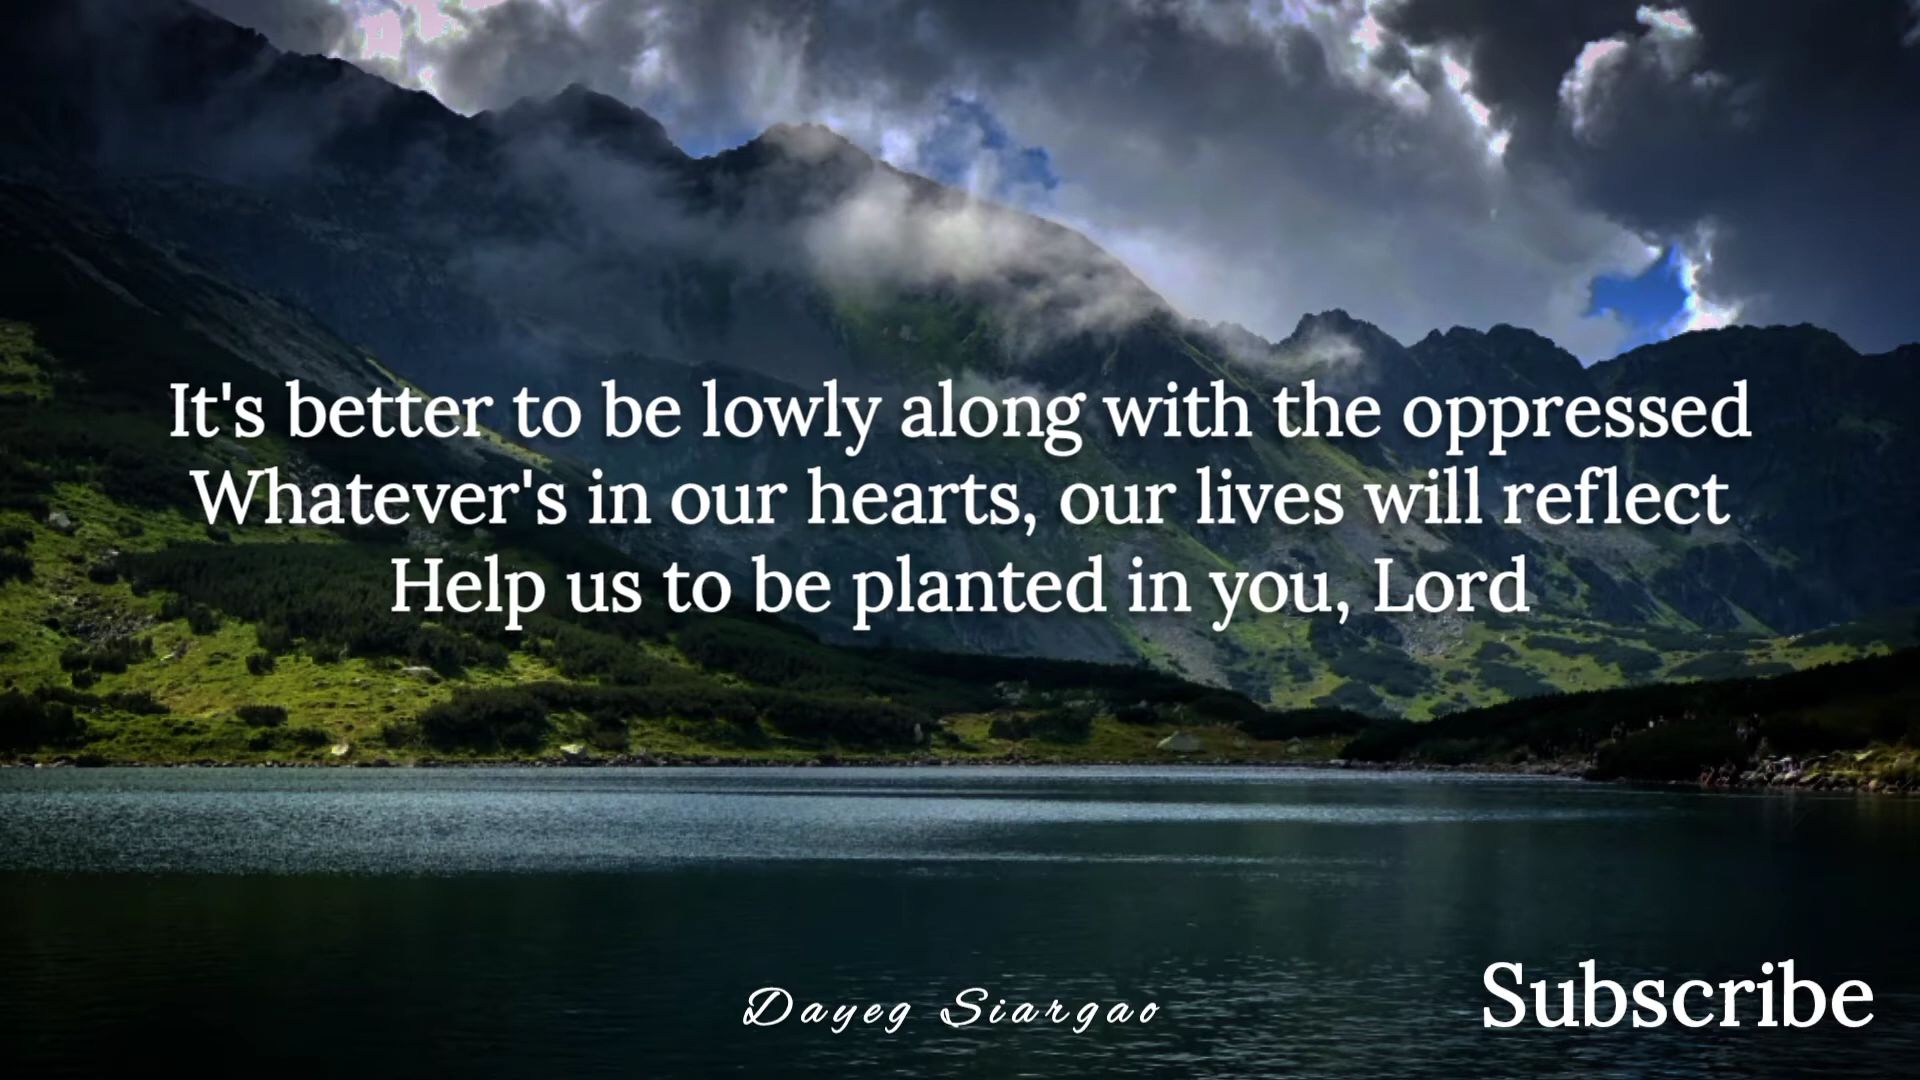 It's better to be lowly along with the oppressed
Whatever's in our hearts, our lives will reflect
Help us to be planted in you, Lord
Dayeg Siargao
Subscribe